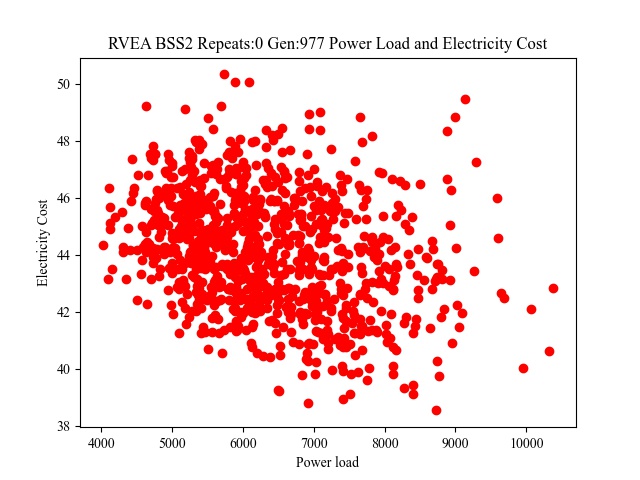 RVEA BSS2 Repeats:0 Gen:977 Power Load and Electricity Cost
50
48
46
44
42
40
38
Electricity Cost
4000 5000 6000 7000 8000 9000 10000
Power load